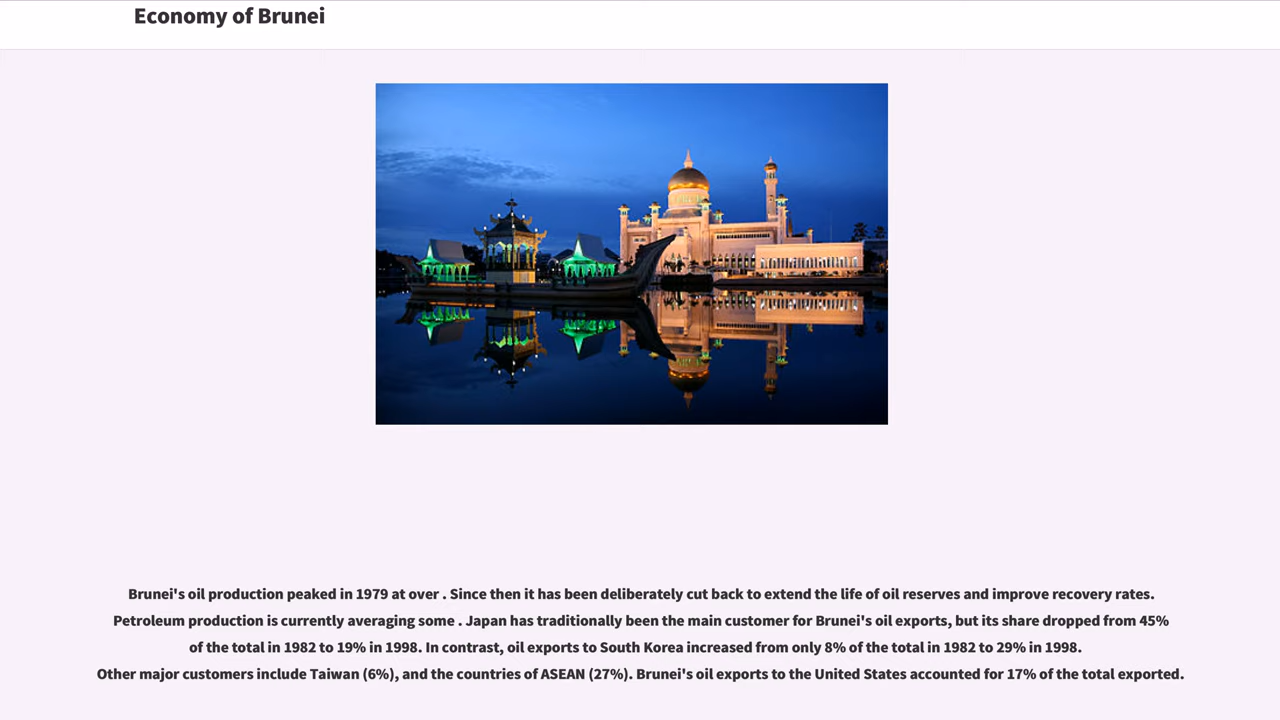 Economy of Brunei
Brunei's oil production peaked in 1979 at over . Since then it has been deliberately cut back to extend the life of oil reserves and improve recovery rates.
Petroleum production is currently averaging some . Japan has traditionally been the main customer for Brunei's oil exports, but its share dropped from 45%
of the total in 1982 to 19% in 1998. In contrast, oil exports to South Korea increased from only 8% of the total in 1982 to 29% in 1998.
Other major customers include Taiwan (6%), and the countries of ASEAN (27%). Brunei's oil exports to the United States accounted for 17% of the total exported.